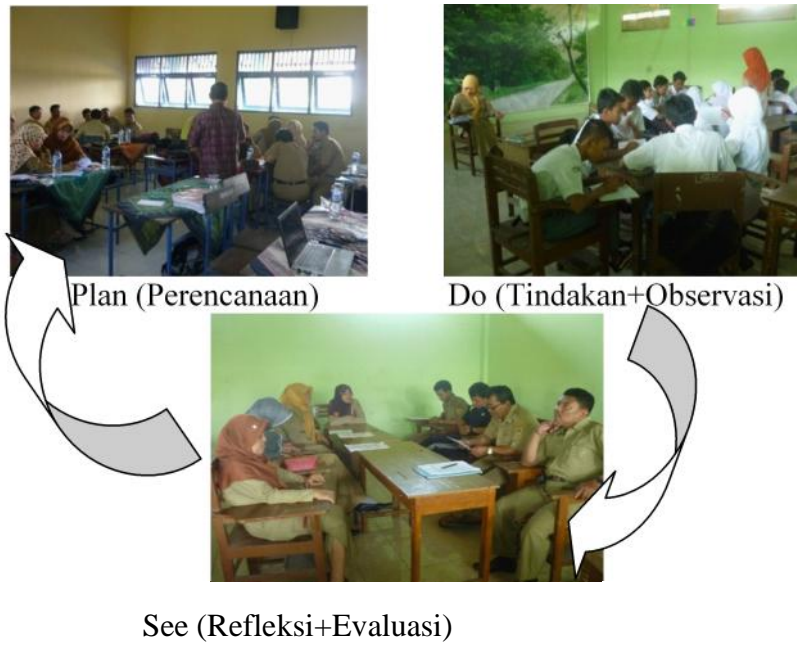 Plan (Perencanaan)
Do (Tindakan+Observasi)
See (Refleksi+Evaluasi)